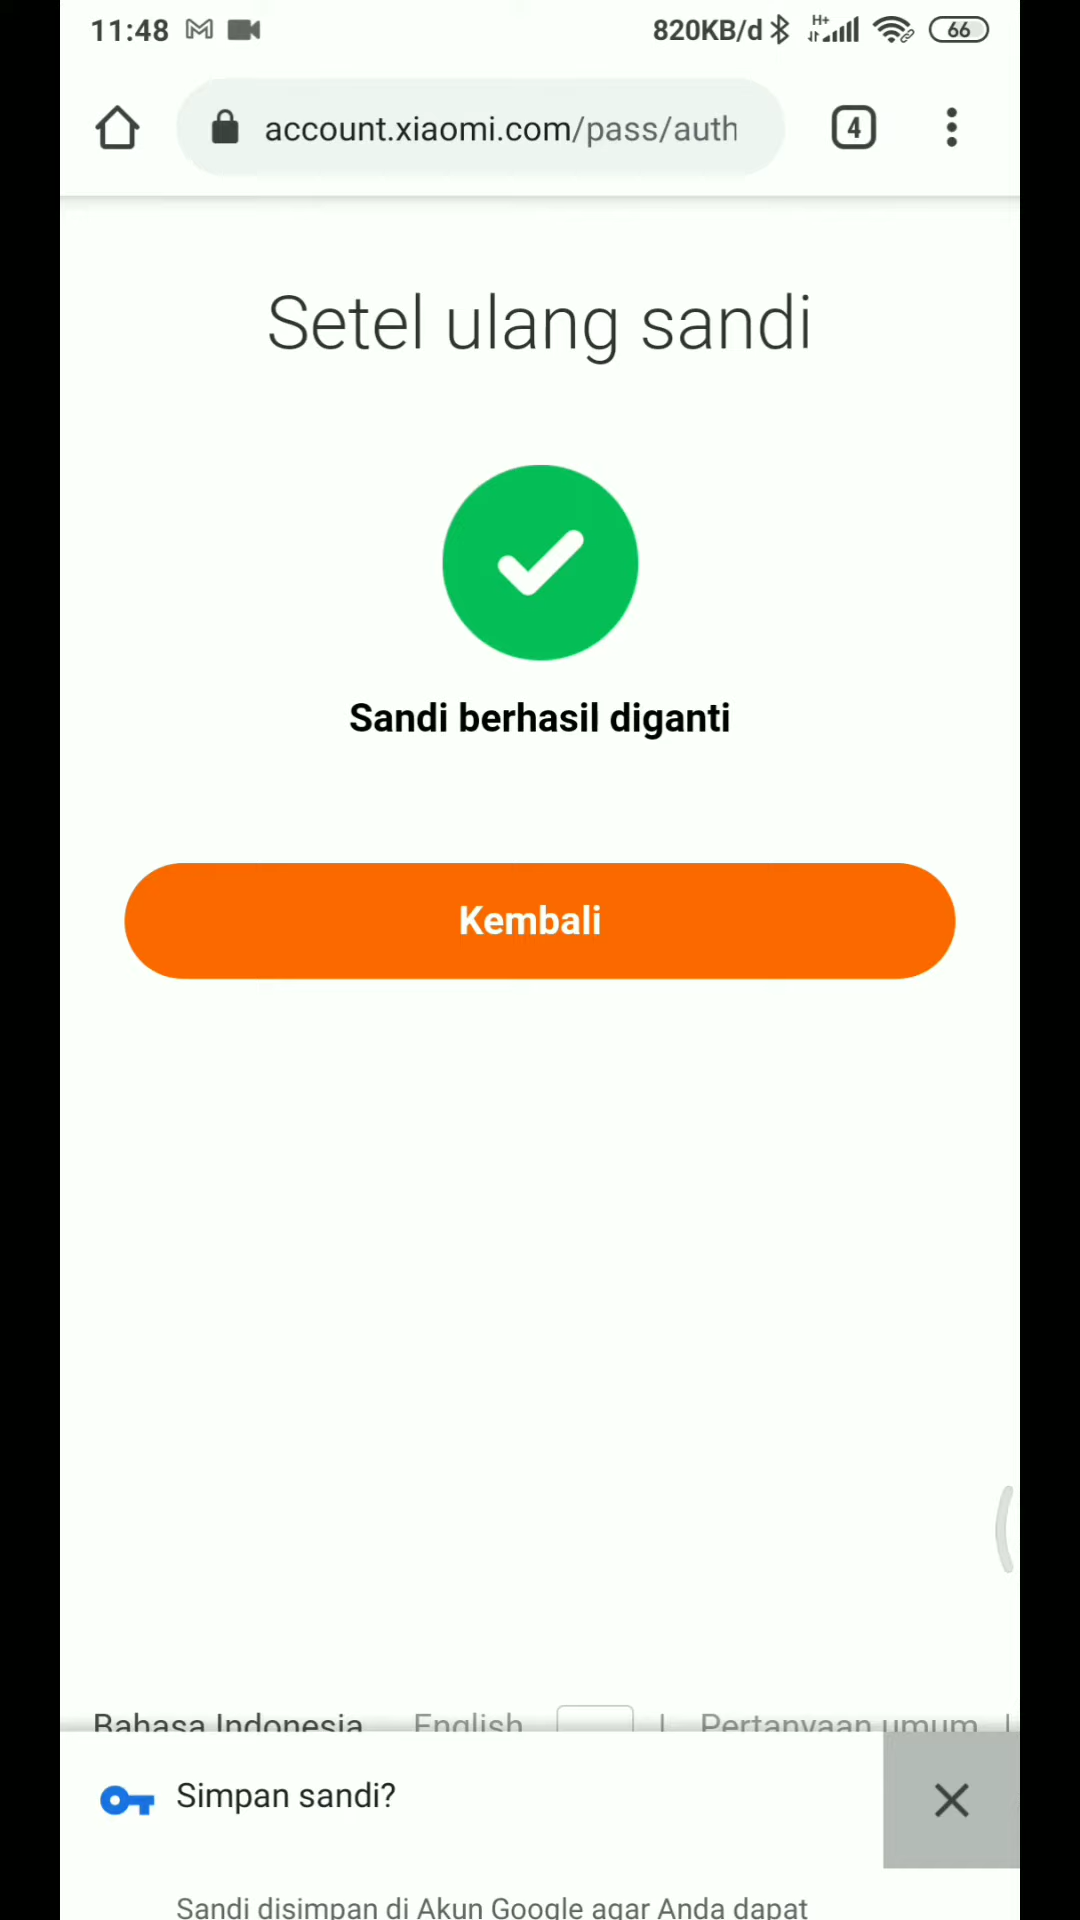 11:48 820KB/d H+ 66
account.xiaomi.com/pass/auth 4
Setel ulang sandi
Sandi berhasil diganti
Kembali
Bahasa Indonesia English | Pertanyaan umum |
Simpan sandi?
Sandi disimpan di Akun Google agar Anda dapat